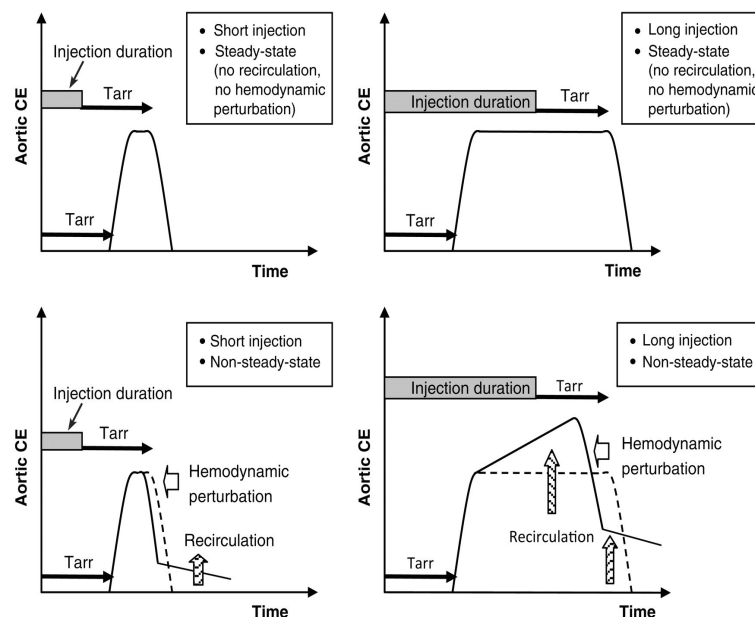 Aortic CE
Injection duration
Tarr
Tarr
Time
• Short injection
• Steady-state
(no recirculation,
no hemodynamic
perturbation)
Aortic CE
Injection duration
Tarr
Tarr
Time
• Long injection
• Steady-state
(no recirculation,
no hemodynamic
perturbation)
Aortic CE
Injection duration
Tarr
Hemodynamic
perturbation
Recirculation
Tarr
Time
• Short injection
• Non-steady-state
Aortic CE
Injection duration
Tarr
Hemodynamic
perturbation
Recirculation
Tarr
Time
• Long injection
• Non-steady-state